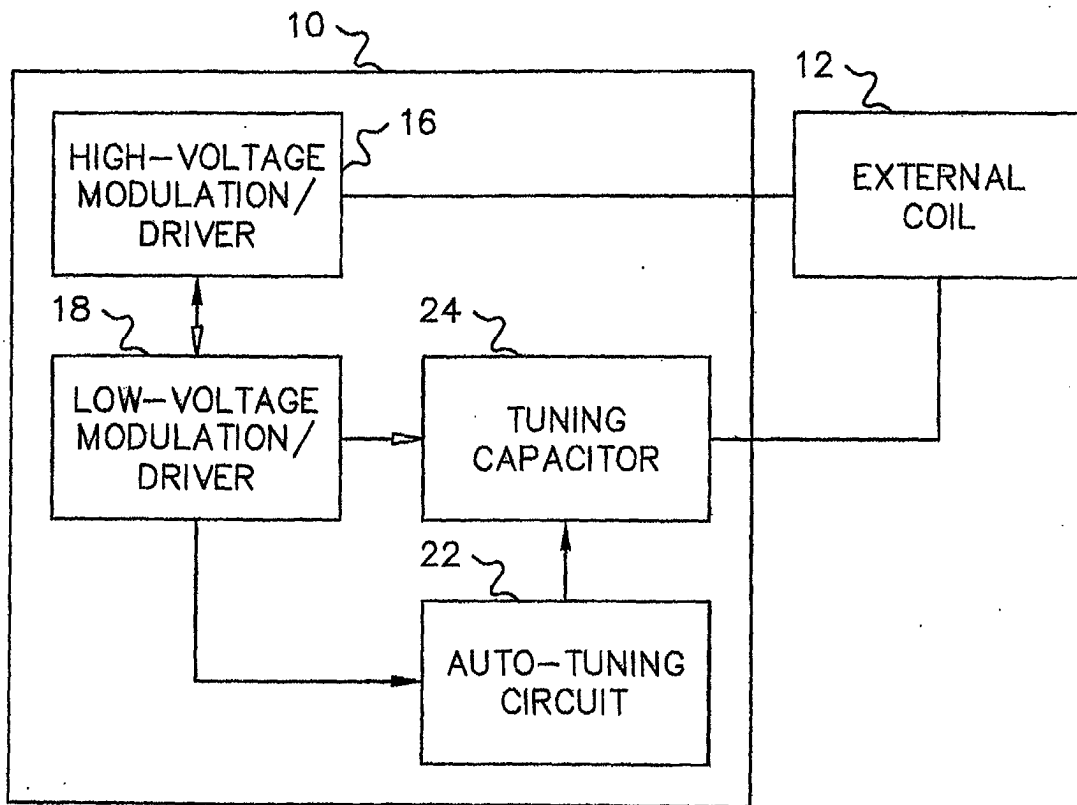 10
12
16
HIGH-VOLTAGE
MODULATION/
DRIVER
EXTERNAL
COIL
18
24
LOW-VOLTAGE
MODULATION/
DRIVER
TUNING
CAPACITOR
22
AUTO-TUNING
CIRCUIT